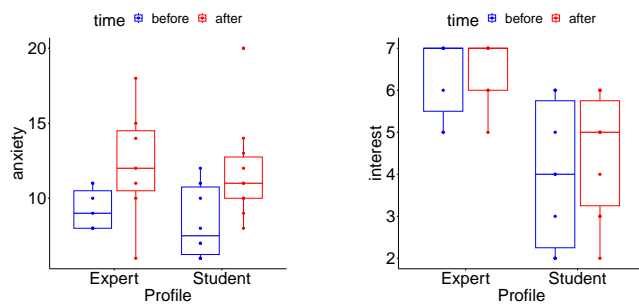 time before after
20
15
10
anxiety
Expert Student
Profile
time before after
7
6
5
4
3
2
interest
Expert Student
Profile